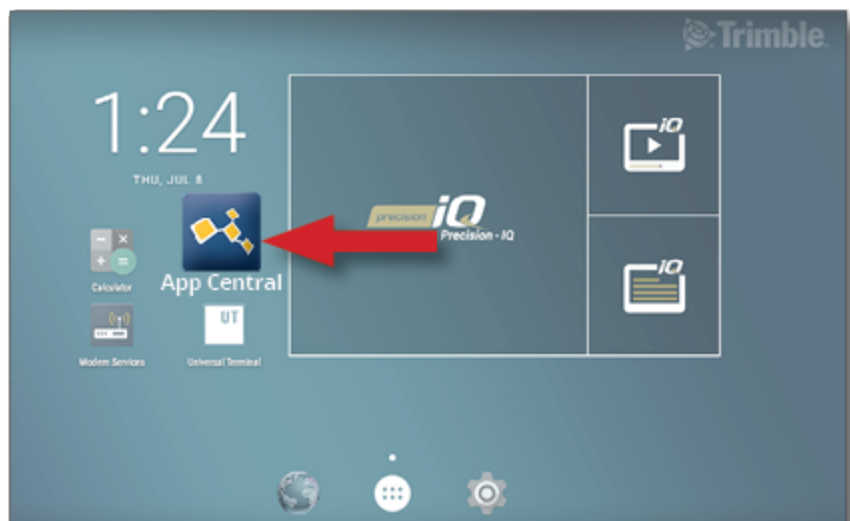 Trimble.
1:24
THU, JUL 8
App Central
Calculator
UT
Modem Services
Universal Terminal
precision iQ
Precision - IQ
iQ
iQ